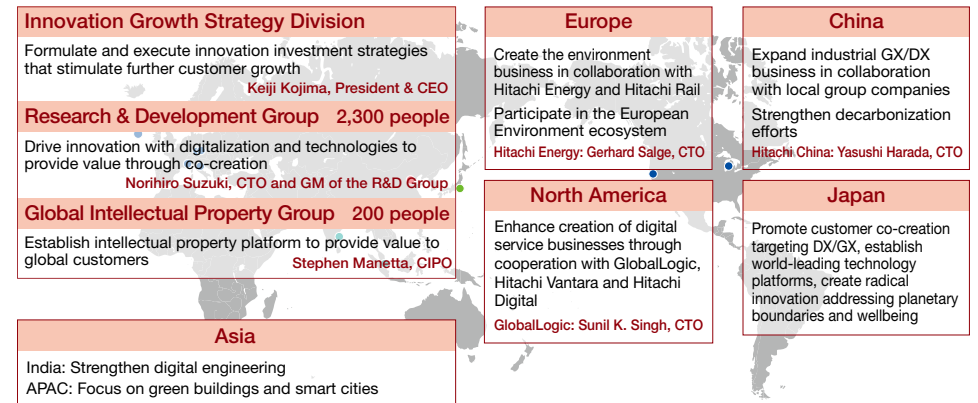 Innovation Growth Strategy Division
Formulate and execute innovation investment strategies
that stimulate further customer growth
Keiji Kojima, President & CEO
Research & Development Group 2,300 people
Drive innovation with digitalization and technologies to
provide value through co-creation
Norihiro Suzuki, CTO and GM of the R&D Group
Global Intellectual Property Group 200 people
Establish intellectual property platform to provide value to
global customers
Stephen Manetta, CIPO
Asia
India: Strengthen digital engineering
APAC: Focus on green buildings and smart cities
Europe
Create the environment
business in collaboration with
Hitachi Energy and Hitachi Rail
Participate in the European
Environment ecosystem
Hitachi Energy: Gerhard Salge, CTO
China
Expand industrial GX/DX
business in collaboration
with local group companies
Strengthen decarbonization
efforts
Hitachi China: Yasushi Harada, CTO
North America
Enhance creation of digital
service businesses through
cooperation with GlobalLogic,
Hitachi Vantara and Hitachi
Digital
GlobalLogic: Sunil K. Singh, CTO
Japan
Promote customer co-creation
targeting DX/GX, establish
world-leading technology
platforms, create radical
innovation addressing planetary
boundaries and wellbeing